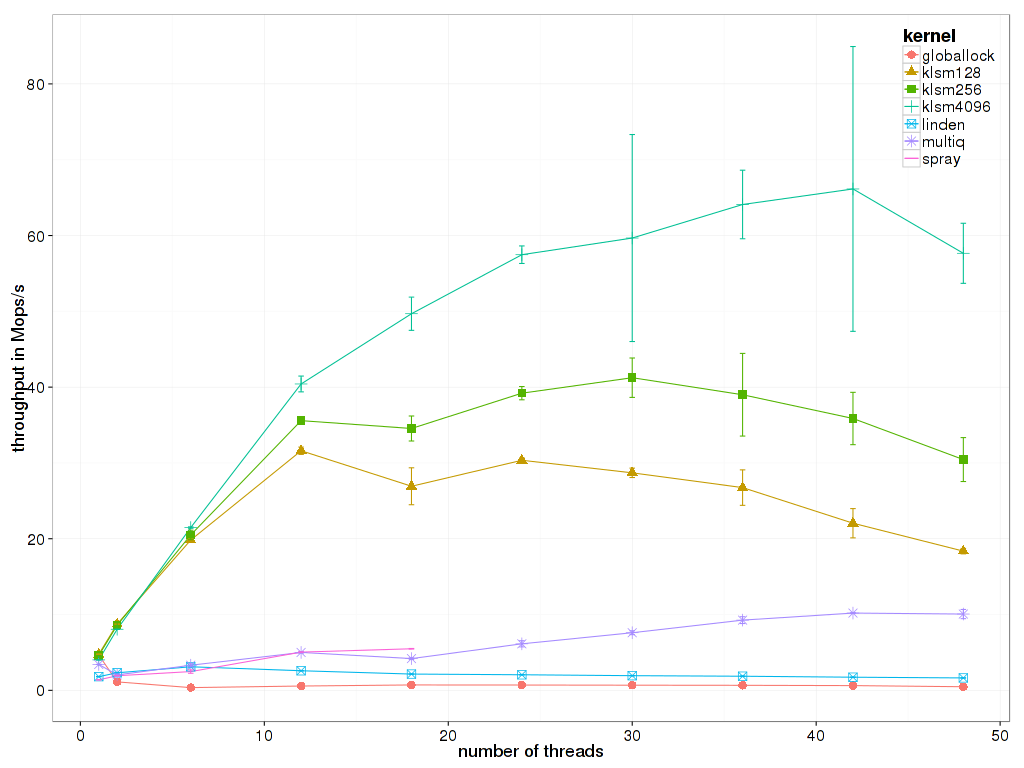 kernel
globallock
klsm128
klsm256
klsm4096
linden
multiq
spray
throughput in Mops/s
80
60
40
20
0
0 10 20 30 40 50
number of threads